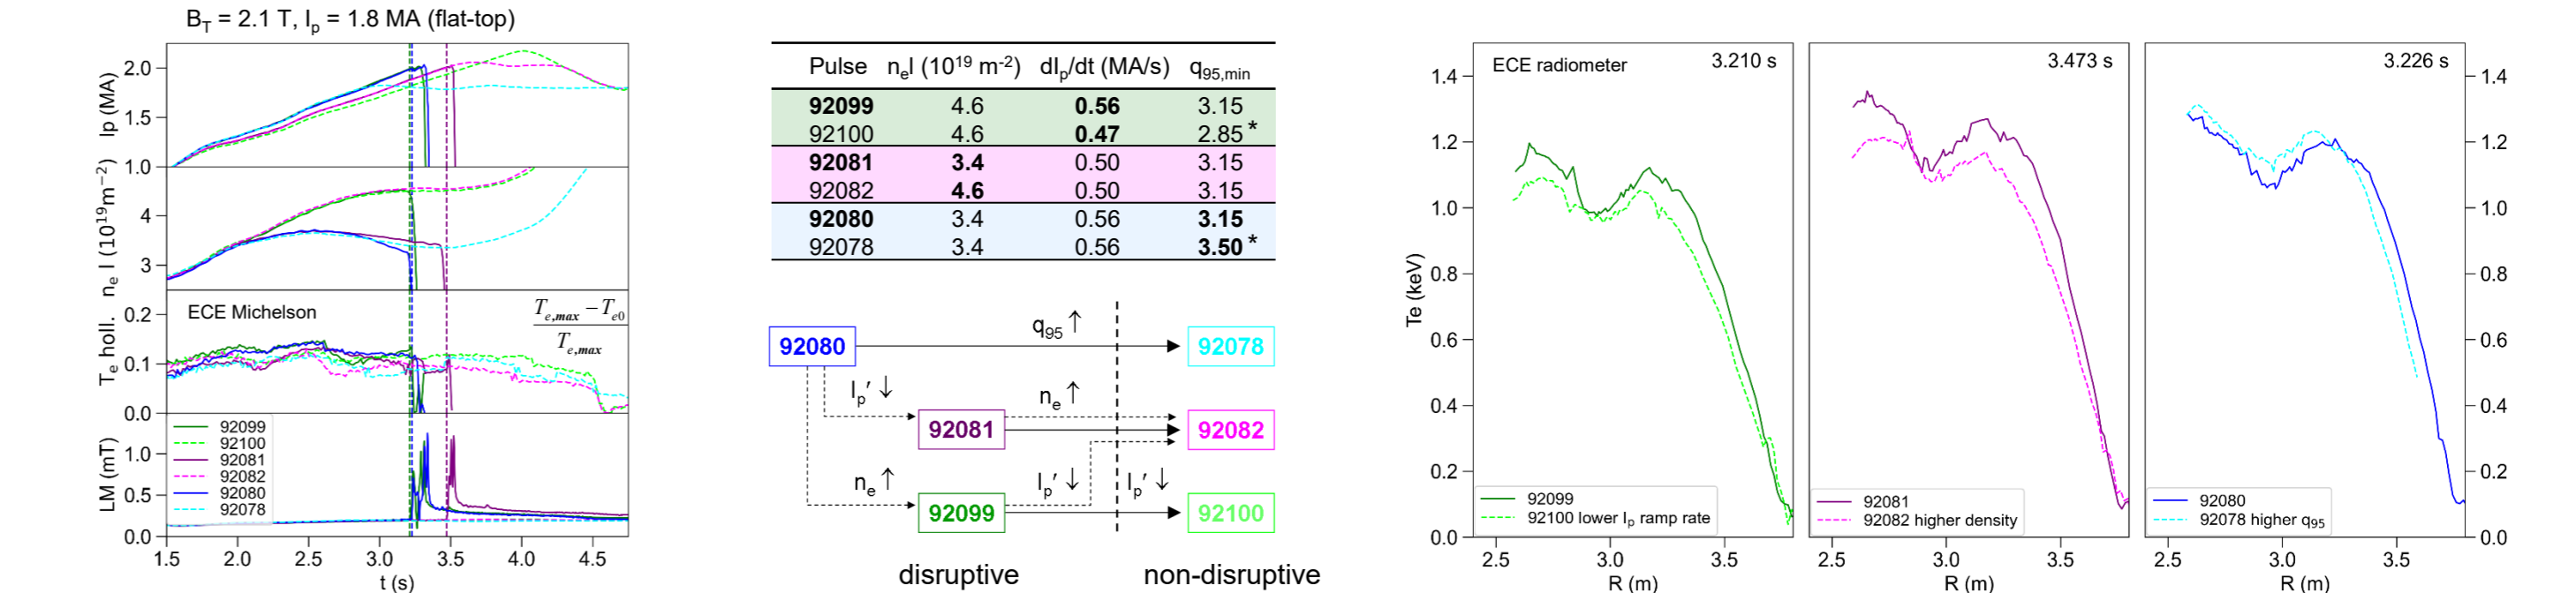 B_T = 2.1 T, I_p = 1.8 MA (flat-top)
Ip (MA)
2.0
1.5
1.0
n_e l (10^19 m^-2)
4
3
ECE Michelson
T_e,max − T_e0
T_e,max
T_e holl.
0.2
0.1
0.0
LM (mT)
1.0
0.5
0.0
92099
92100
92081
92082
92080
92078
1.5 2.0 2.5 3.0 3.5 4.0 4.5
t (s)
Pulse n_el (10^19 m^-2) dI_p/dt (MA/s) q_95,min
92099 4.6 0.56 3.15
92100 4.6 0.47 2.85 *
92081 3.4 0.50 3.15
92082 4.6 0.50 3.15
92080 3.4 0.56 3.15
92078 3.4 0.56 3.50 *
92080
q_95 ↑
92078
I_p′ ↓
92081
n_e ↑
92082
n_e ↑
92099
I_p′ ↓
I_p′ ↓
92100
disruptive
non-disruptive
Te (keV)
1.4
1.2
1.0
0.8
0.6
0.4
0.2
0.0
ECE radiometer
3.210 s
92099
92100 lower I_p ramp rate
2.5 3.0 3.5
R (m)
3.473 s
92081
92082 higher density
2.5 3.0 3.5
R (m)
3.226 s
92080
92078 higher q_95
2.5 3.0 3.5
R (m)
1.4
1.2
1.0
0.8
0.6
0.4
0.2
0.0